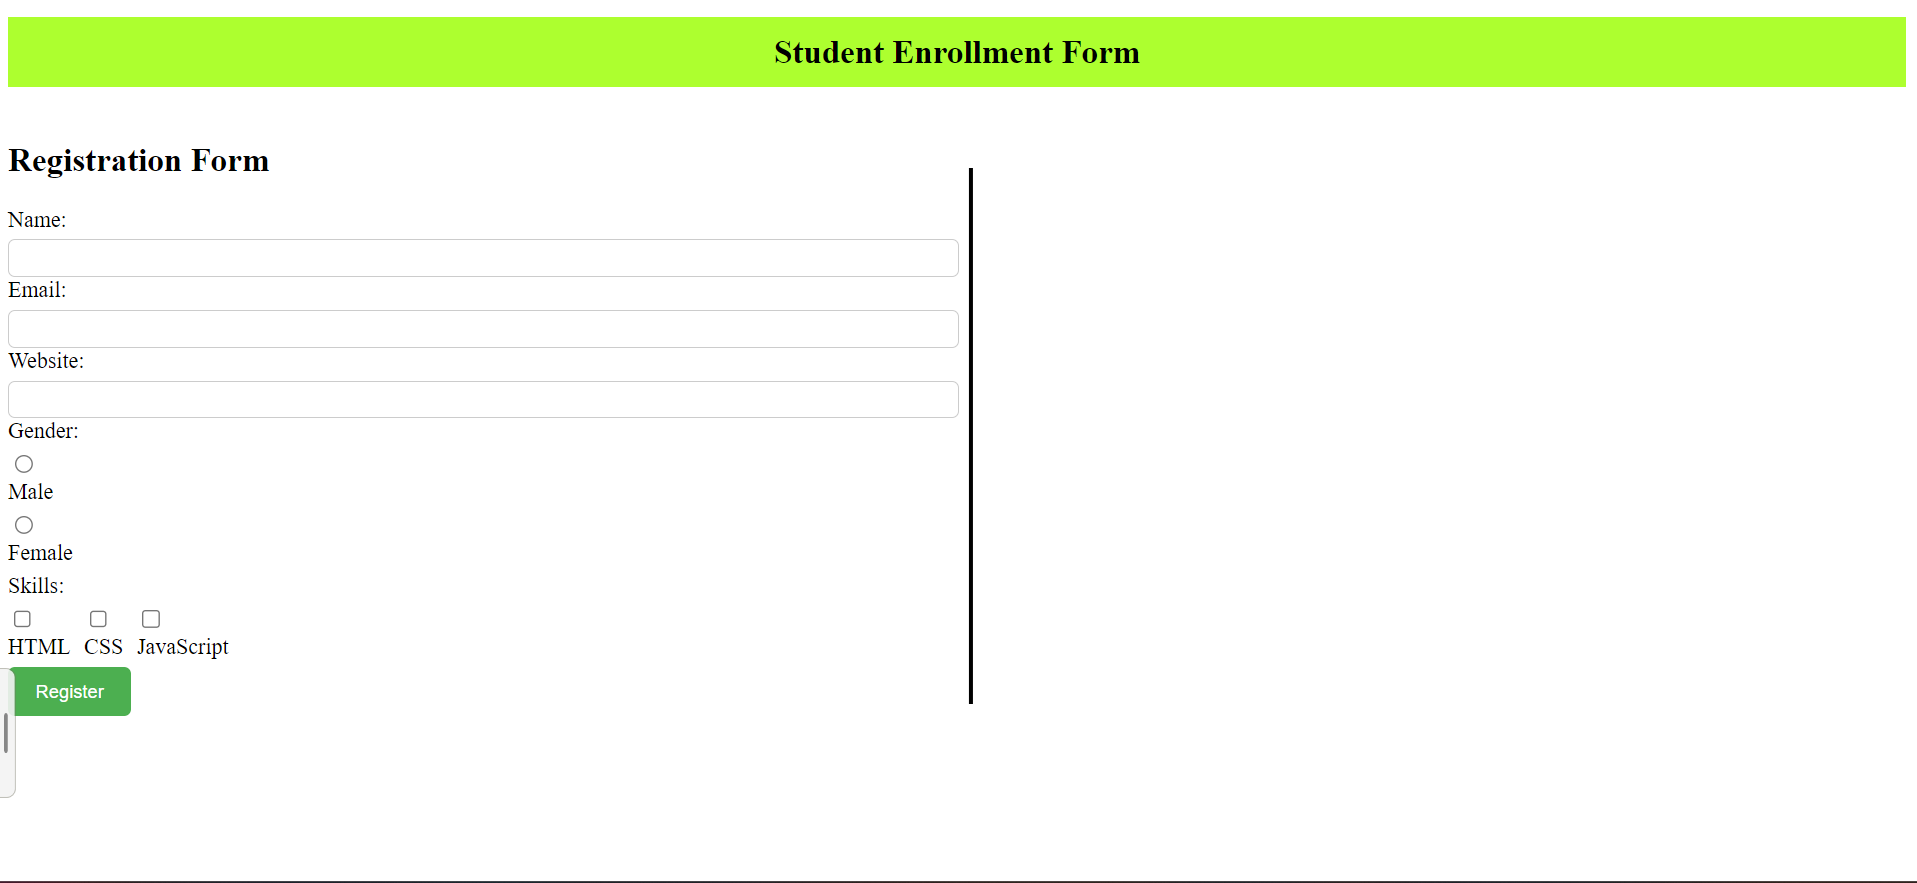 Student Enrollment Form
Registration Form
Name:
Email:
Website:
Gender:
Male
Female
Skills:
HTML CSS JavaScript
Register